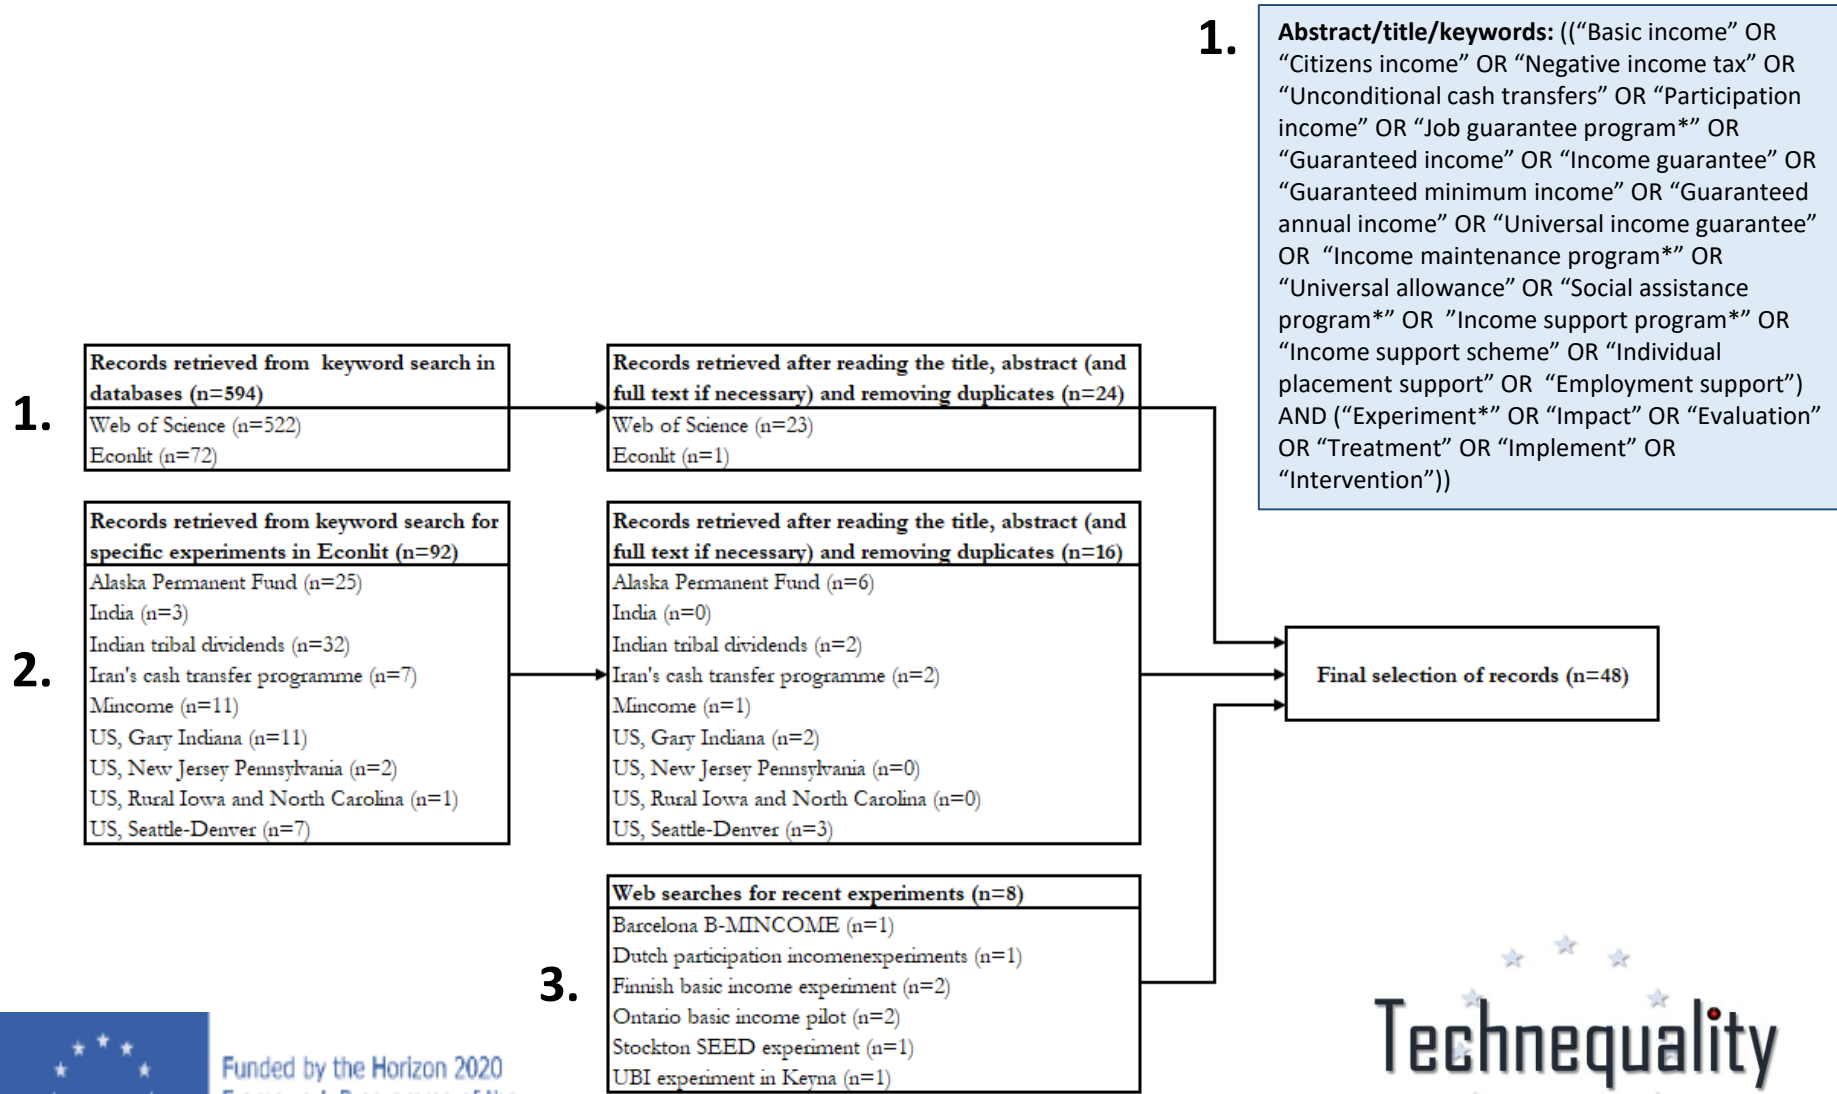 1.
Abstract/title/keywords: ((“Basic income” OR
“Citizens income” OR “Negative income tax” OR
“Unconditional cash transfers” OR “Participation
income” OR “Job guarantee program*” OR
“Guaranteed income” OR “Income guarantee” OR
“Guaranteed minimum income” OR “Guaranteed
annual income” OR “Universal income guarantee”
OR “Income maintenance program*” OR
“Universal allowance” OR “Social assistance
program*” OR ”Income support program*” OR
“Income support scheme” OR “Individual
placement support” OR “Employment support”)
AND (“Experiment*” OR “Impact” OR “Evaluation”
OR “Treatment” OR “Implement” OR
“Intervention”))
1.
Records retrieved from keyword search in
databases (n=594)
Web of Science (n=522)
Econlit (n=72)
Records retrieved after reading the title, abstract (and
full text if necessary) and removing duplicates (n=24)
Web of Science (n=23)
Econlit (n=1)
2.
Records retrieved from keyword search for
specific experiments in Econlit (n=92)
Alaska Permanent Fund (n=25)
India (n=3)
Indian tribal dividends (n=32)
Iran's cash transfer programme (n=7)
Mincome (n=11)
US, Gary Indiana (n=11)
US, New Jersey Pennsylvania (n=2)
US, Rural Iowa and North Carolina (n=1)
US, Seattle-Denver (n=7)
Records retrieved after reading the title, abstract (and
full text if necessary) and removing duplicates (n=16)
Alaska Permanent Fund (n=6)
India (n=0)
Indian tribal dividends (n=2)
Iran's cash transfer programme (n=2)
Mincome (n=1)
US, Gary Indiana (n=2)
US, New Jersey Pennsylvania (n=0)
US, Rural Iowa and North Carolina (n=0)
US, Seattle-Denver (n=3)
Final selection of records (n=48)
3.
Web searches for recent experiments (n=8)
Barcelona B-MINCOME (n=1)
Dutch participation incomenexperiments (n=1)
Finnish basic income experiment (n=2)
Ontario basic income pilot (n=2)
Stockton SEED experiment (n=1)
UBI experiment in Keyna (n=1)
Funded by the Horizon 2020
Technequality